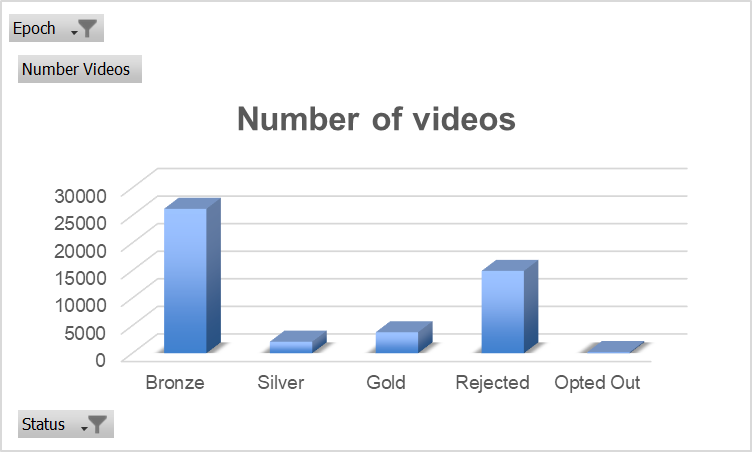 Epoch
Number Videos
Number of videos
30000
25000
20000
15000
10000
5000
0
Bronze Silver Gold Rejected Opted Out
Status